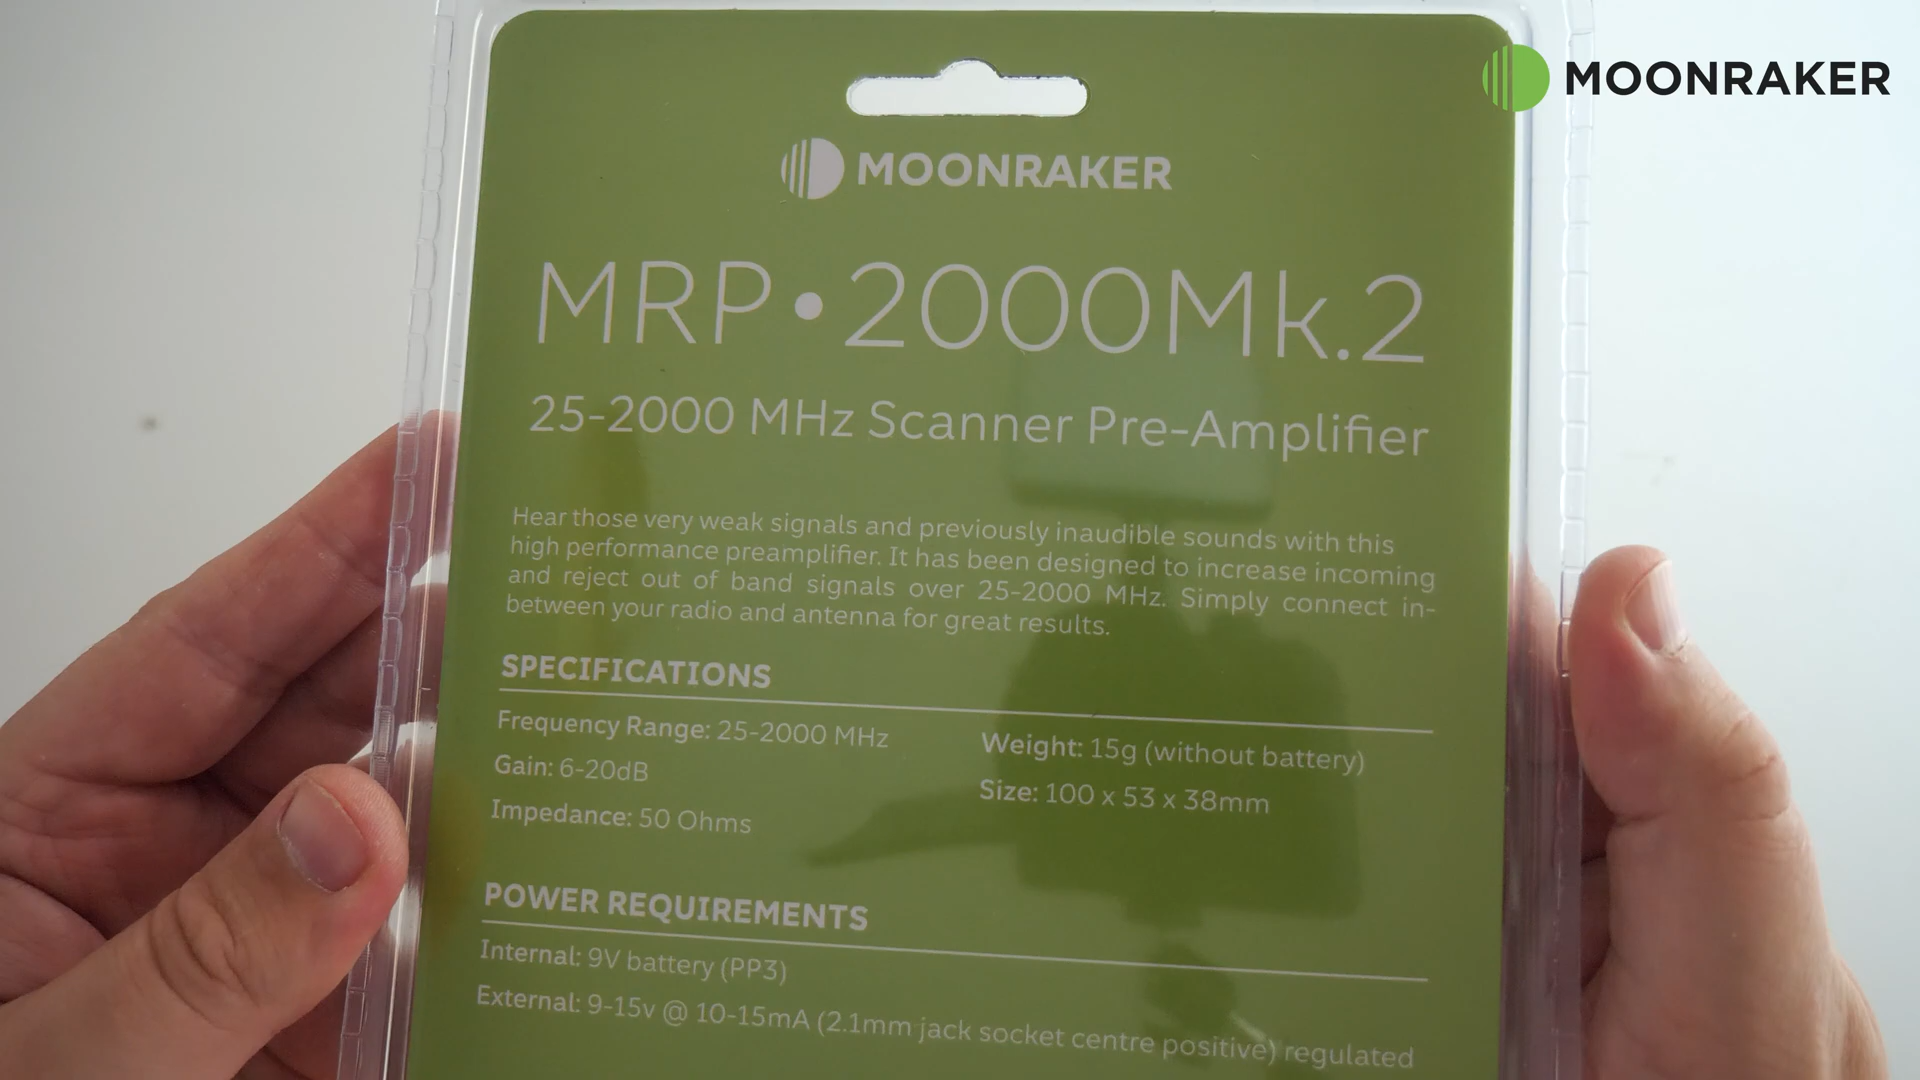 MOONRAKER
MOONRAKER
MRP•2000Mk.2
25-2000 MHz Scanner Pre-Amplifier
Hear those very weak signals and previously inaudible sounds with this
high performance preamplifier. It has been designed to increase incoming
and reject out of band signals over 25-2000 MHz. Simply connect in-
between your radio and antenna for great results.
SPECIFICATIONS
Frequency Range: 25-2000 MHz
Gain: 6-20dB
Impedance: 50 Ohms
Weight: 15g (without battery)
Size: 100 x 53 x 38mm
POWER REQUIREMENTS
Internal: 9V battery (PP3)
External: 9-15v @ 10-15mA (2.1mm jack socket centre positive) regulated